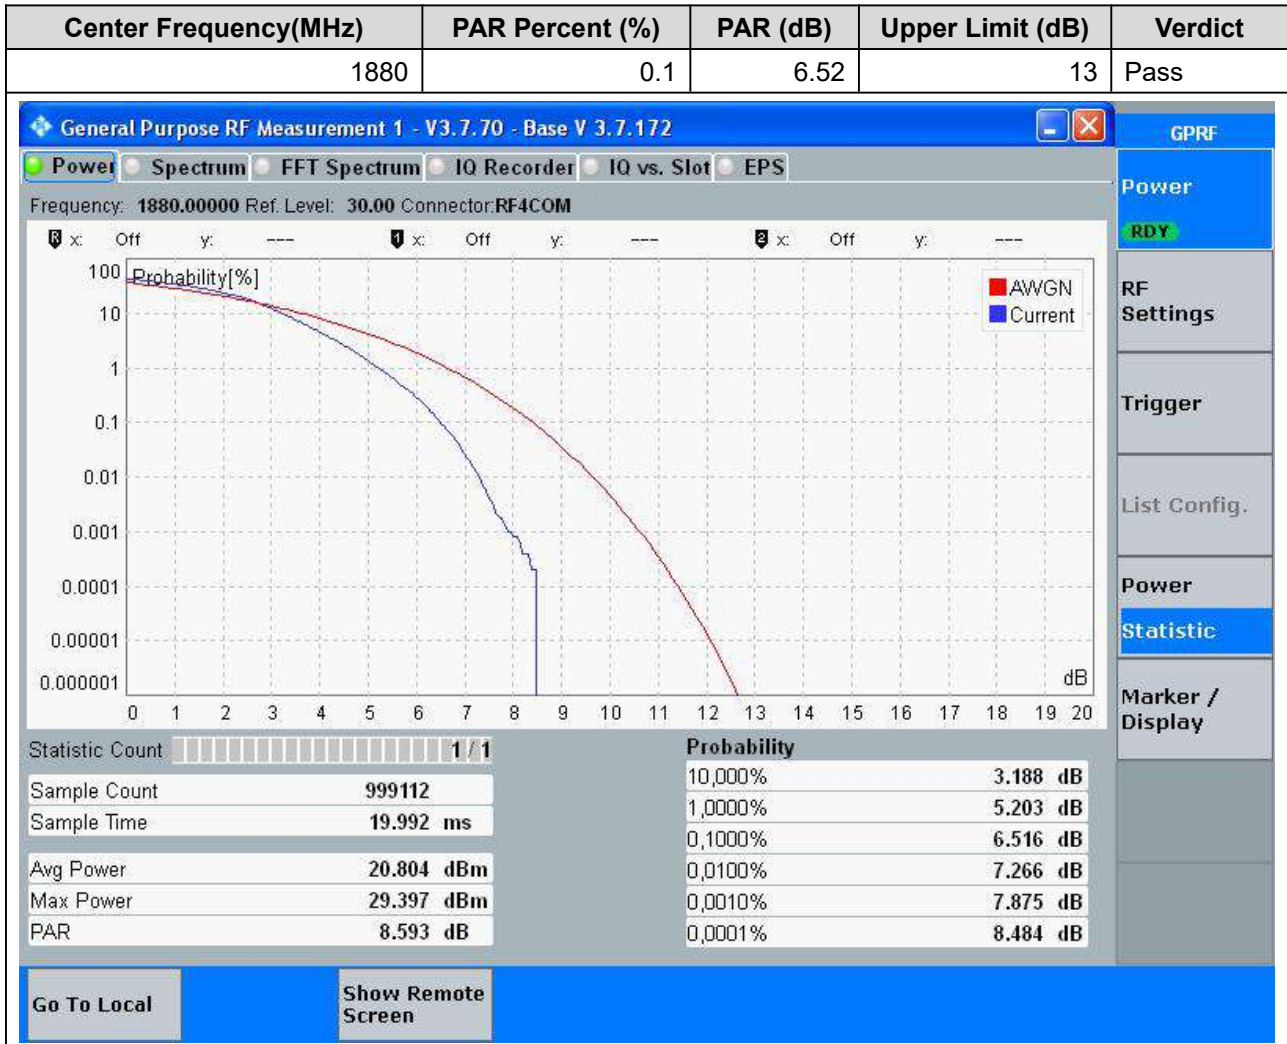 Center Frequency(MHz) PAR Percent (%) PAR (dB) Upper Limit (dB) Verdict
1880 0.1 6.52 13 Pass
General Purpose RF Measurement 1 - V3.7.70 - Base V 3.7.172
GPRF
Power Spectrum FFT Spectrum IQ Recorder IQ vs. Slot EPS
Power
RDY
Frequency: 1880.00000 Ref. Level: 30.00 Connector:RF4COM
R x: Off y: --- 1 x: Off y: --- 2 x: Off y: ---
Probability[%]
AWGN
Current
100
10
1
0.1
0.01
0.001
0.0001
0.00001
0.000001
dB
0 1 2 3 4 5 6 7 8 9 10 11 12 13 14 15 16 17 18 19 20
RF
Settings
Trigger
List Config.
Power
Statistic
Marker /
Display
Statistic Count 1 / 1
Sample Count 999112
Sample Time 19.992 ms
Avg Power 20.804 dBm
Max Power 29.397 dBm
PAR 8.593 dB
Probability
10,000% 3.188 dB
1,0000% 5.203 dB
0,1000% 6.516 dB
0,0100% 7.266 dB
0,0010% 7.875 dB
0,0001% 8.484 dB
Go To Local
Show Remote
Screen